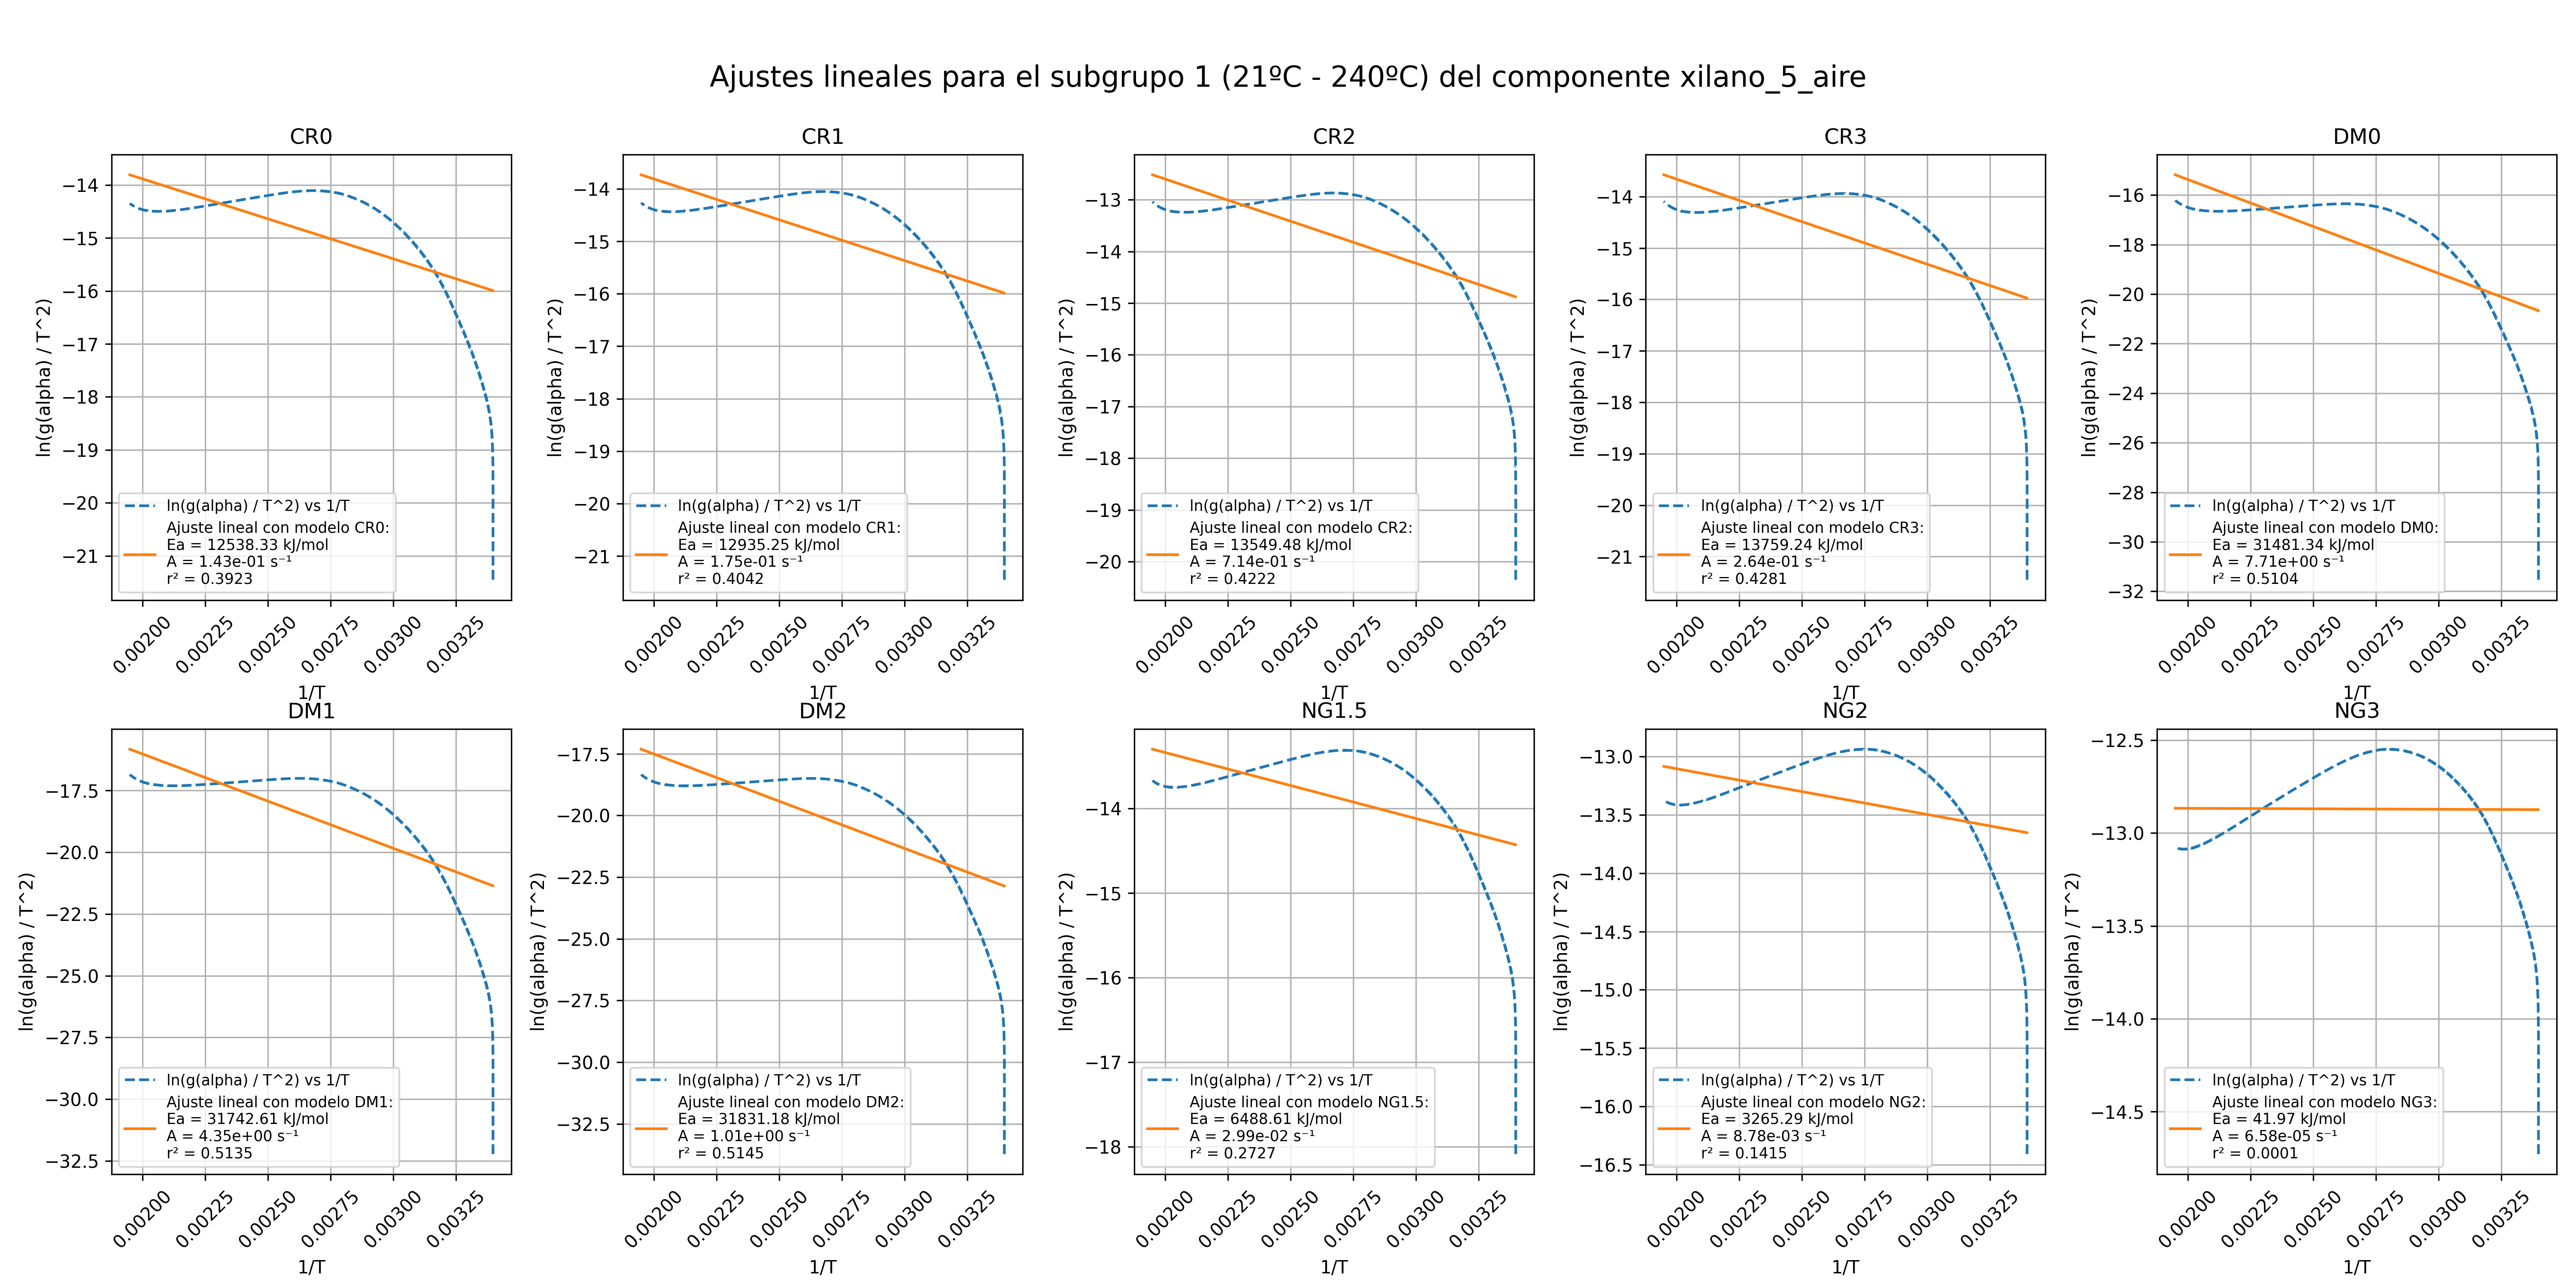 Ajustes lineales para el subgrupo 1 (21ºC - 240ºC) del componente xilano_5_aire
CR0
ln(g(alpha) / T^2)
−14
−15
−16
−17
−18
−19
−20
−21
ln(g(alpha) / T^2) vs 1/T
Ajuste lineal con modelo CR0:
Ea = 12538.33 kJ/mol
A = 1.43e-01 s⁻¹
r² = 0.3923
0.00200
0.00225
0.00250
0.00275
0.00300
0.00325
1/T
CR1
ln(g(alpha) / T^2)
−14
−15
−16
−17
−18
−19
−20
−21
ln(g(alpha) / T^2) vs 1/T
Ajuste lineal con modelo CR1:
Ea = 12935.25 kJ/mol
A = 1.75e-01 s⁻¹
r² = 0.4042
0.00200
0.00225
0.00250
0.00275
0.00300
0.00325
1/T
CR2
ln(g(alpha) / T^2)
−13
−14
−15
−16
−17
−18
−19
−20
ln(g(alpha) / T^2) vs 1/T
Ajuste lineal con modelo CR2:
Ea = 13549.48 kJ/mol
A = 7.14e-01 s⁻¹
r² = 0.4222
0.00200
0.00225
0.00250
0.00275
0.00300
0.00325
1/T
CR3
ln(g(alpha) / T^2)
−14
−15
−16
−17
−18
−19
−20
−21
ln(g(alpha) / T^2) vs 1/T
Ajuste lineal con modelo CR3:
Ea = 13759.24 kJ/mol
A = 2.64e-01 s⁻¹
r² = 0.4281
0.00200
0.00225
0.00250
0.00275
0.00300
0.00325
1/T
DM0
ln(g(alpha) / T^2)
−16
−18
−20
−22
−24
−26
−28
−30
−32
ln(g(alpha) / T^2) vs 1/T
Ajuste lineal con modelo DM0:
Ea = 31481.34 kJ/mol
A = 7.71e+00 s⁻¹
r² = 0.5104
0.00200
0.00225
0.00250
0.00275
0.00300
0.00325
1/T
DM1
ln(g(alpha) / T^2)
−17.5
−20.0
−22.5
−25.0
−27.5
−30.0
−32.5
ln(g(alpha) / T^2) vs 1/T
Ajuste lineal con modelo DM1:
Ea = 31742.61 kJ/mol
A = 4.35e+00 s⁻¹
r² = 0.5135
0.00200
0.00225
0.00250
0.00275
0.00300
0.00325
1/T
DM2
ln(g(alpha) / T^2)
−17.5
−20.0
−22.5
−25.0
−27.5
−30.0
−32.5
ln(g(alpha) / T^2) vs 1/T
Ajuste lineal con modelo DM2:
Ea = 31831.18 kJ/mol
A = 1.01e+00 s⁻¹
r² = 0.5145
0.00200
0.00225
0.00250
0.00275
0.00300
0.00325
1/T
NG1.5
ln(g(alpha) / T^2)
−14
−15
−16
−17
−18
ln(g(alpha) / T^2) vs 1/T
Ajuste lineal con modelo NG1.5:
Ea = 6488.61 kJ/mol
A = 2.99e-02 s⁻¹
r² = 0.2727
0.00200
0.00225
0.00250
0.00275
0.00300
0.00325
1/T
NG2
ln(g(alpha) / T^2)
−13.0
−13.5
−14.0
−14.5
−15.0
−15.5
−16.0
−16.5
ln(g(alpha) / T^2) vs 1/T
Ajuste lineal con modelo NG2:
Ea = 3265.29 kJ/mol
A = 8.78e-03 s⁻¹
r² = 0.1415
0.00200
0.00225
0.00250
0.00275
0.00300
0.00325
1/T
NG3
ln(g(alpha) / T^2)
−12.5
−13.0
−13.5
−14.0
−14.5
ln(g(alpha) / T^2) vs 1/T
Ajuste lineal con modelo NG3:
Ea = 41.97 kJ/mol
A = 6.58e-05 s⁻¹
r² = 0.0001
0.00200
0.00225
0.00250
0.00275
0.00300
0.00325
1/T